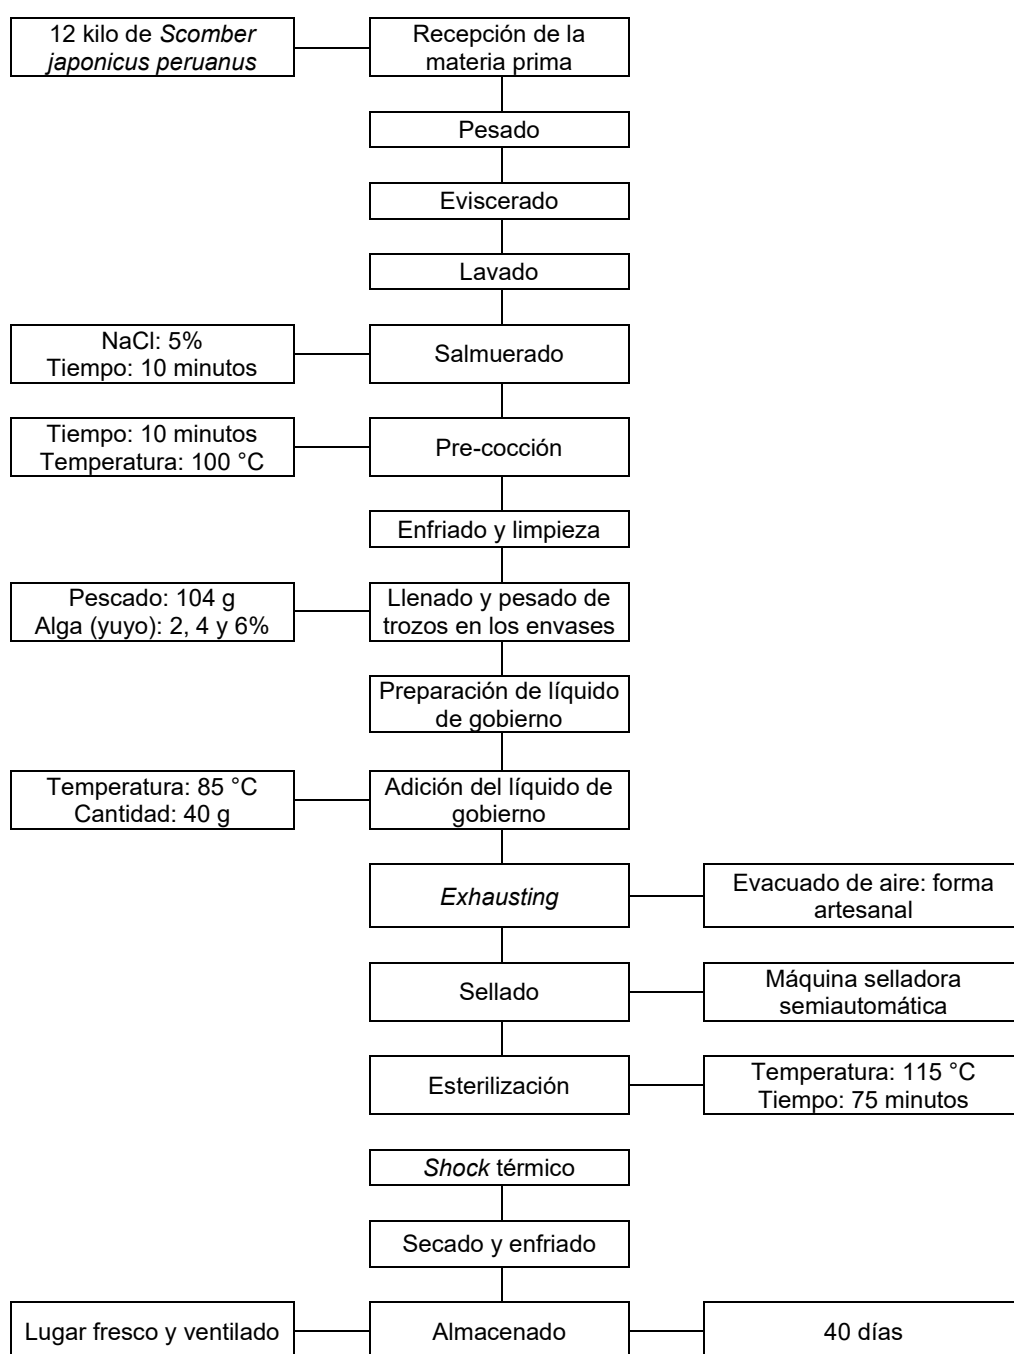 12 kilo de Scomber
japonicus peruanus
Recepción de la
materia prima
Pesado
Eviscerado
Lavado
NaCl: 5%
Tiempo: 10 minutos
Salmuerado
Tiempo: 10 minutos
Temperatura: 100 °C
Pre-cocción
Enfriado y limpieza
Pescado: 104 g
Alga (yuyo): 2, 4 y 6%
Llenado y pesado de
trozos en los envases
Preparación de líquido
de gobierno
Temperatura: 85 °C
Cantidad: 40 g
Adición del líquido de
gobierno
Exhausting
Evacuado de aire: forma
artesanal
Sellado
Máquina selladora
semiautomática
Esterilización
Temperatura: 115 °C
Tiempo: 75 minutos
Shock térmico
Secado y enfriado
Lugar fresco y ventilado
Almacenado
40 días